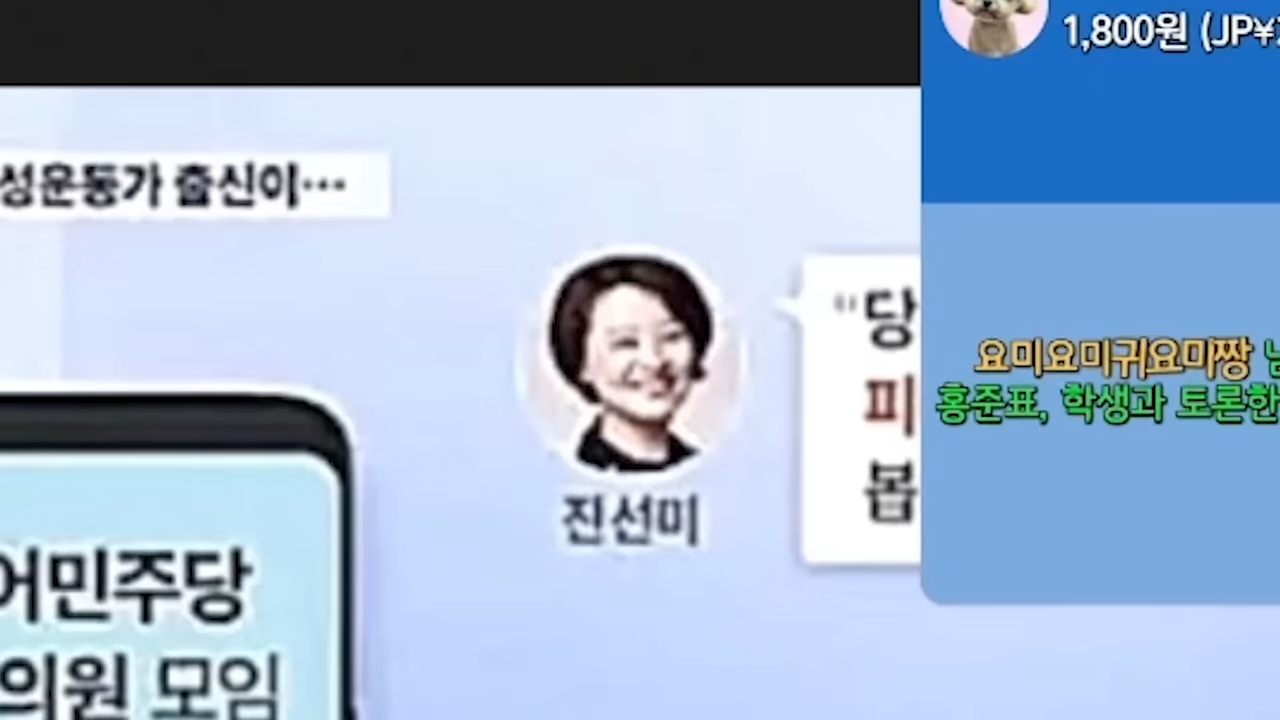 1,800원 (JP¥
성운동가 출신이…
"당
피
봅
요미요미귀요미짱
홍준표, 학생과 토론한
진선미
어민주당
의원 모임